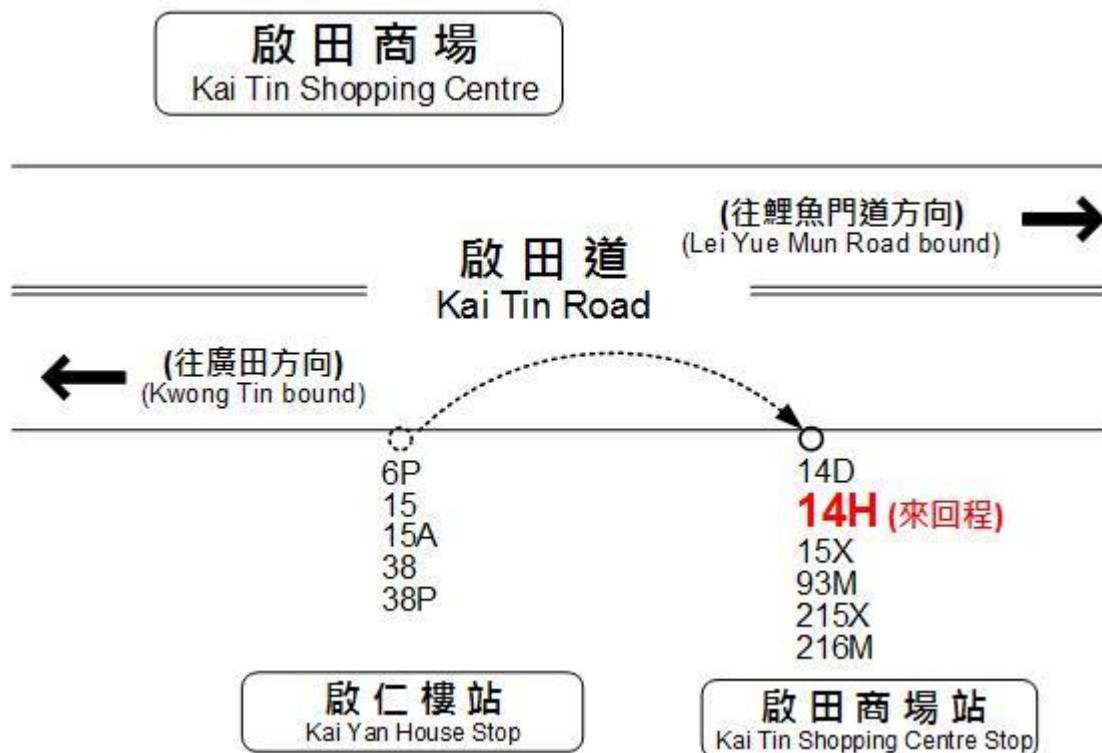 啟田商場
Kai Tin Shopping Centre
(往鯉魚門道方向)
(Lei Yue Mun Road bound)
啟田道
Kai Tin Road
(往廣田方向)
(Kwong Tin bound)
6P
15
15A
38
38P
14D
14H (來回程)
15X
93M
215X
216M
啟仁樓站
Kai Yan House Stop
啟田商場站
Kai Tin Shopping Centre Stop